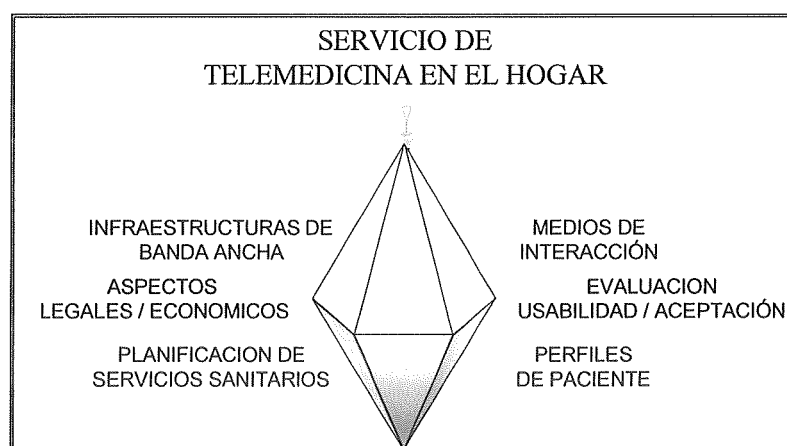 SERVICIO DE
TELEMEDICINA EN EL HOGAR
INFRAESTRUCTURAS DE
BANDA ANCHA
MEDIOS DE
INTERACCIÓN
ASPECTOS
LEGALES / ECONOMICOS
EVALUACION
USABILIDAD / ACEPTACIÓN
PLANIFICACION DE
SERVICIOS SANITARIOS
PERFILES
DE PACIENTE